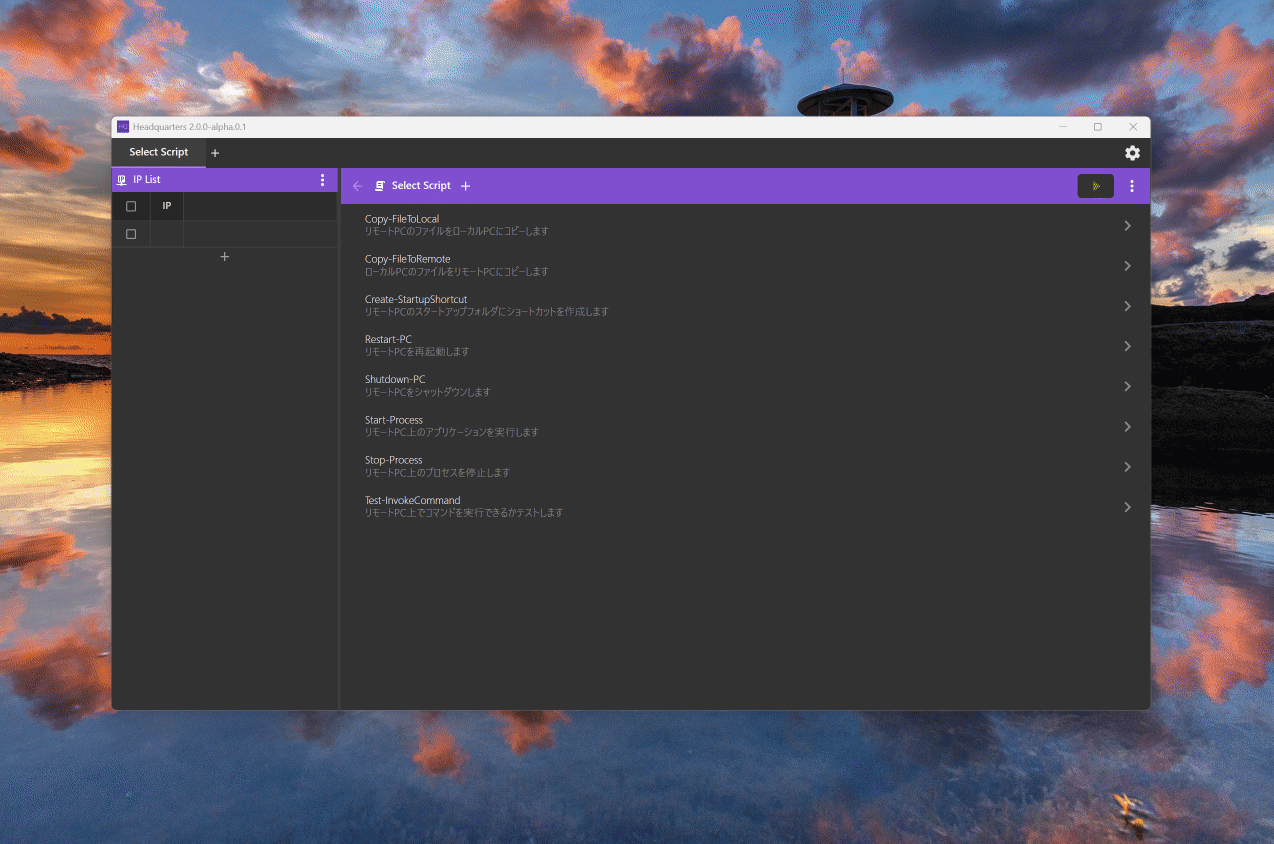 HQ Headquarters 2.0.0-alpha.0.1
Select Script
IP List
IP
Select Script
Copy-FileToLocal
リモートPCのファイルをローカルPCにコピーします
Copy-FileToRemote
ローカルPCのファイルをリモートPCにコピーします
Create-StartupShortcut
リモートPCのスタートアップフォルダにショートカットを作成します
Restart-PC
リモートPCを再起動します
Shutdown-PC
リモートPCをシャットダウンします
Start-Process
リモートPC上のアプリケーションを実行します
Stop-Process
リモートPC上のプロセスを停止します
Test-InvokeCommand
リモートPC上でコマンドを実行できるかテストします